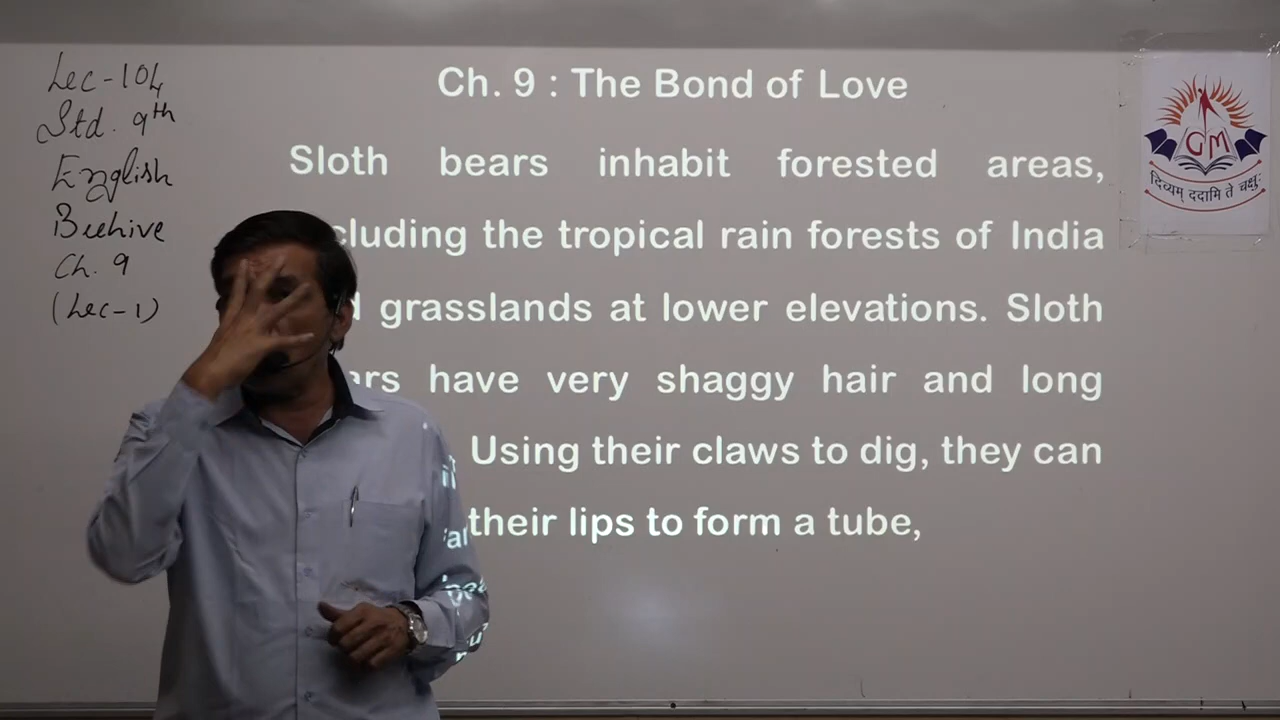 Lec-104
Std. 9th
English
Beehive
Ch. 9
(Lec-1)
Ch. 9 : The Bond of Love
Sloth bears inhabit forested areas,
cluding the tropical rain forests of India
grasslands at lower elevations. Sloth
ars have very shaggy hair and long
Using their claws to dig, they can
their lips to form a tube,
GM
दिव्यम् ददामि ते चक्षुः